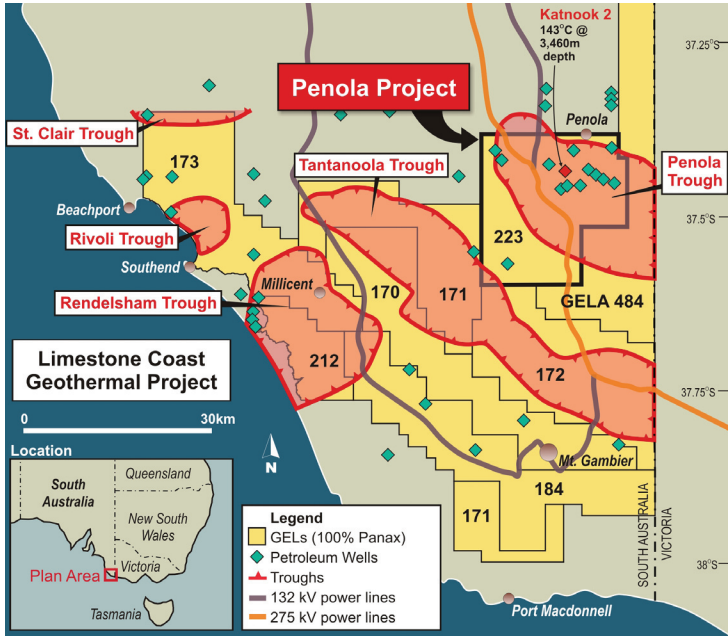 Katnook 2
143°C @
3,460m
depth
37.25°S
Penola Project
Penola
St. Clair Trough
173
Tantanoola Trough
Penola
Trough
Beachport
Rivoli Trough
37.5°S
223
Southend
Millicent
170
171
GELA 484
Rendelsham Trough
212
172
Limestone Coast
Geothermal Project
37.75°S
0
30km
N
Mt. Gambier
184
171
SOUTH AUSTRALIA
VICTORIA
38°S
Port Macdonnell
Location
South
Australia
Queensland
New South
Wales
Victoria
Plan Area
Tasmania
Legend
GELs (100% Panax)
Petroleum Wells
Troughs
132 kV power lines
275 kV power lines